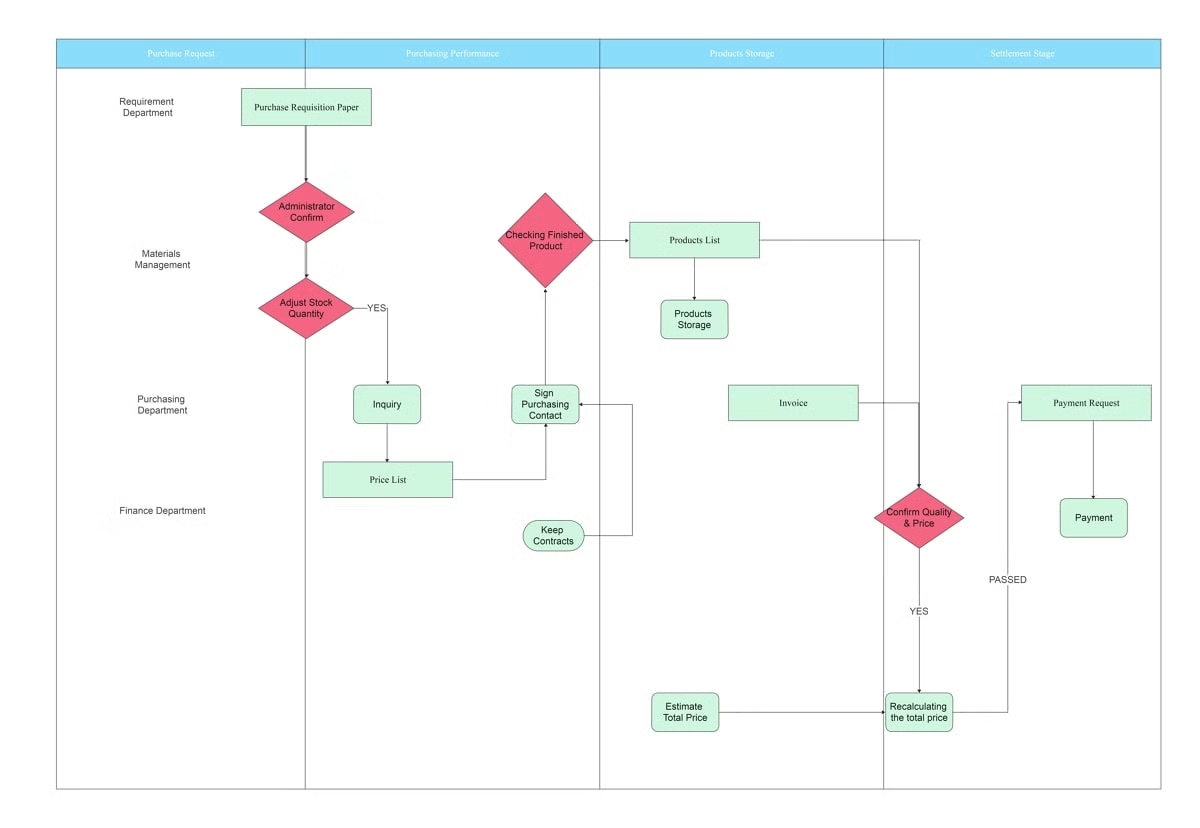 Purchase Request
Purchasing Performance
Products Storage
Settlement Stage
Requirement
Department
Purchase Requisition Paper
Administrator
Confirm
Checking Finished
Product
Products List
Materials
Management
Adjust Stock
Quantity
YES
Products
Storage
Purchasing
Department
Inquiry
Sign
Purchasing
Contact
Invoice
Payment Request
Price List
Finance Department
Keep
Contracts
Confirm Quality
& Price
Payment
PASSED
YES
Estimate
Total Price
Recalculating
the total price